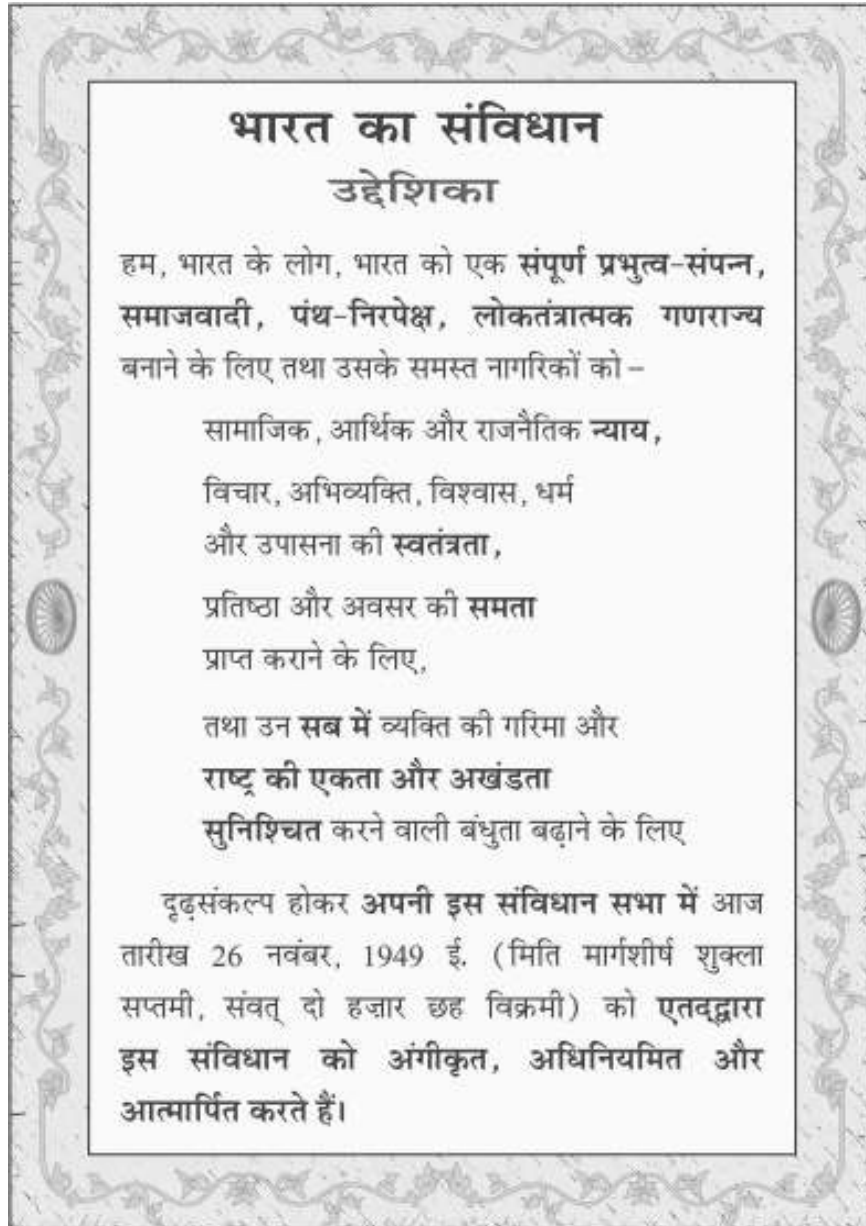 भारत का संविधान
उद्देशिका
हम, भारत के लोग, भारत को एक संपूर्ण प्रभुत्व-संपन्न,
समाजवादी, पंथ-निरपेक्ष, लोकतंत्रात्मक गणराज्य
बनाने के लिए तथा उसके समस्त नागरिकों को–
सामाजिक, आर्थिक और राजनैतिक न्याय,
विचार, अभिव्यक्ति, विश्वास, धर्म
और उपासना की स्वतंत्रता,
प्रतिष्ठा और अवसर की समता
प्राप्त कराने के लिए,
तथा उन सब में व्यक्ति की गरिमा और
राष्ट्र की एकता और अखंडता
सुनिश्चित करने वाली बंधुता बढ़ाने के लिए
दृढ़संकल्प होकर अपनी इस संविधान सभा में आज
तारीख 26 नवंबर, 1949 ई. (मिति मार्गशीर्ष शुक्ला
सप्तमी, संवत् दो हज़ार छह विक्रमी) को एतद्द्वारा
इस संविधान को अंगीकृत, अधिनियमित और
आत्मार्पित करते हैं।